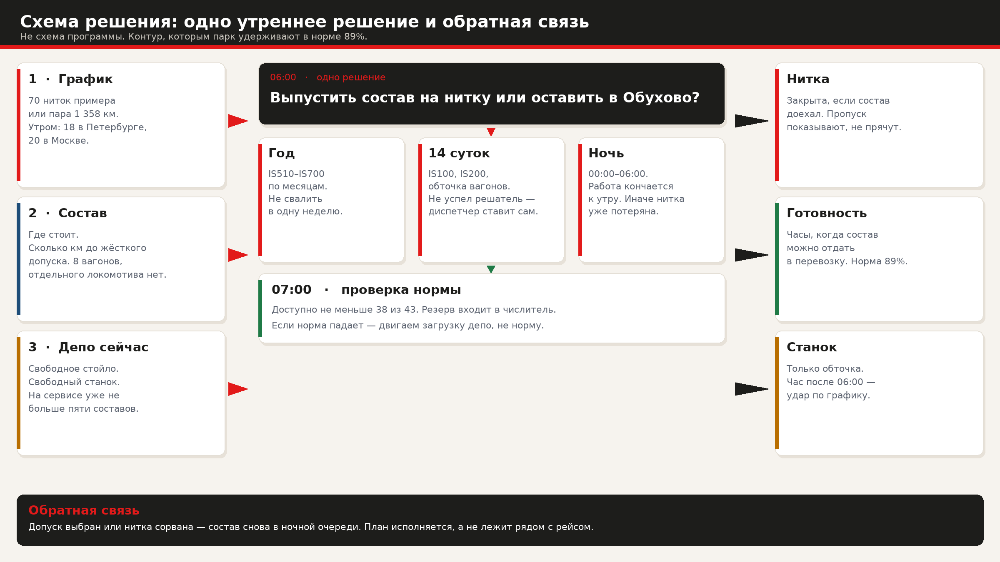 Схема решения: одно утреннее решение и обратная связь
Не схема программы. Контур, которым парк удерживают в норме 89%.
1 · График
70 ниток примера
или пара 1 358 км.
Утром: 18 в Петербурге,
20 в Москве.
2 · Состав
Где стоит.
Сколько км до жёсткого
допуска. 8 вагонов,
отдельного локомотива нет.
3 · Депо сейчас
Свободное стойло.
Свободный станок.
На сервисе уже не
больше пяти составов.
06:00 · одно решение
Выпустить состав на нитку или оставить в Обухово?
Год
IS510–IS700
по месяцам.
Не свалить
в одну неделю.
14 суток
IS100, IS200,
обточка вагонов.
Не успел решатель —
диспетчер ставит сам.
Ночь
00:00–06:00.
Работа кончается
к утру. Иначе нитка
уже потеряна.
07:00 · проверка нормы
Доступно не меньше 38 из 43. Резерв входит в числитель.
Если норма падает — двигаем загрузку депо, не норму.
Нитка
Закрыта, если состав
доехал. Пропуск
показывают, не прячут.
Готовность
Часы, когда состав
можно отдать
в перевозку. Норма 89%.
Станок
Только обточка.
Час после 06:00 —
удар по графику.
Обратная связь
Допуск выбран или нитка сорвана — состав снова в ночной очереди. План исполняется, а не лежит рядом с рейсом.